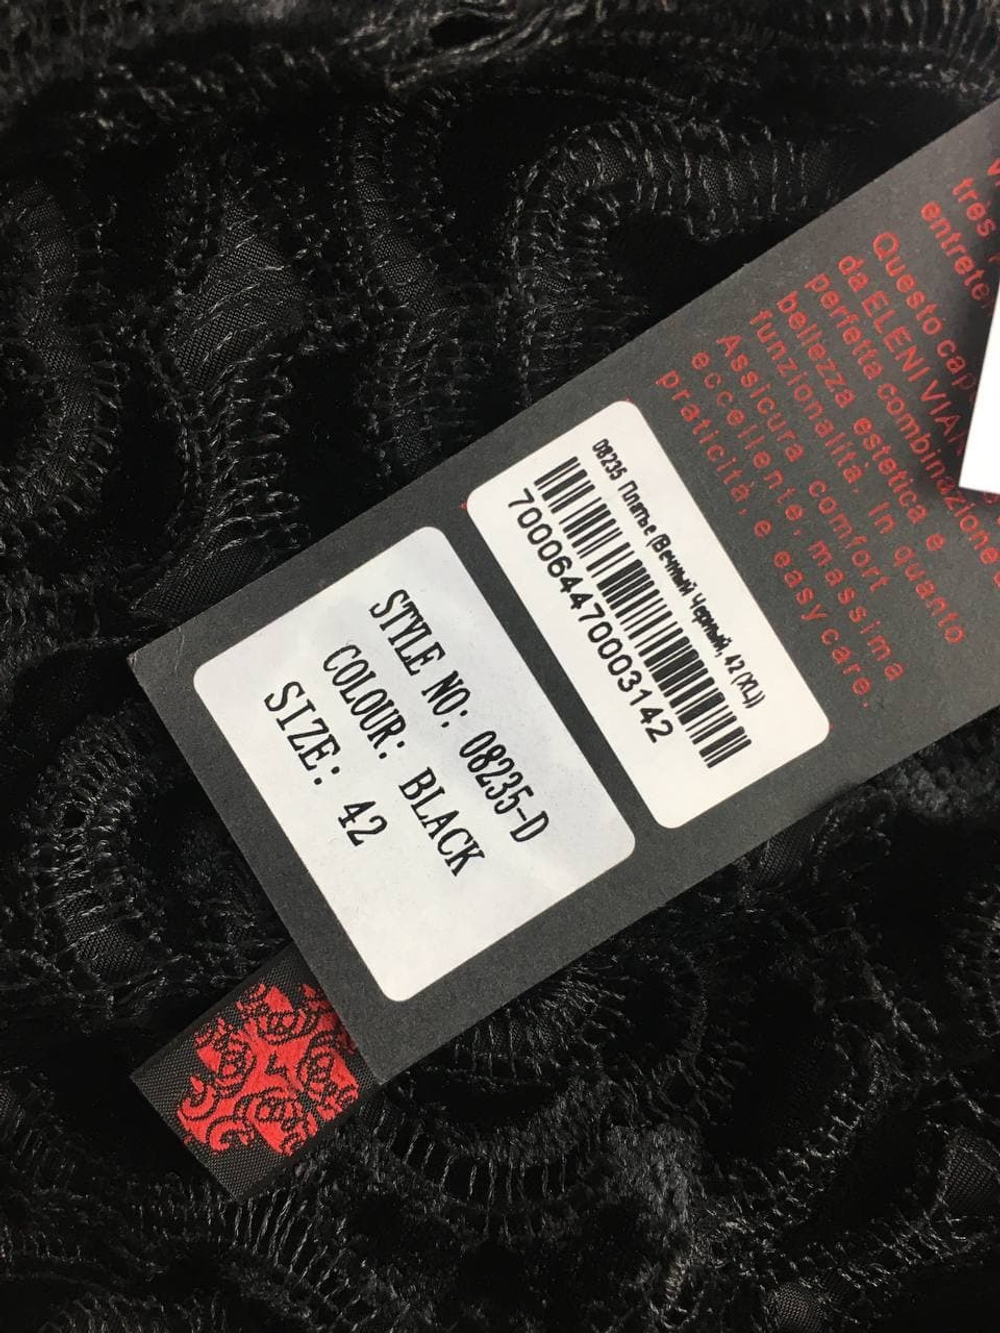 tres
entrete
Questo cap
da ELENI VIA
perfetta combinazione
bellezza estetica e
funzionalità. In quanto
Assicura comfort
eccellente, massima
praticità, e easy care.
08235 Платье (Вечный Черный, 42 (XL))
7000644700003142
STYLE NO: 08235-D
COLOUR: BLACK
SIZE: 42